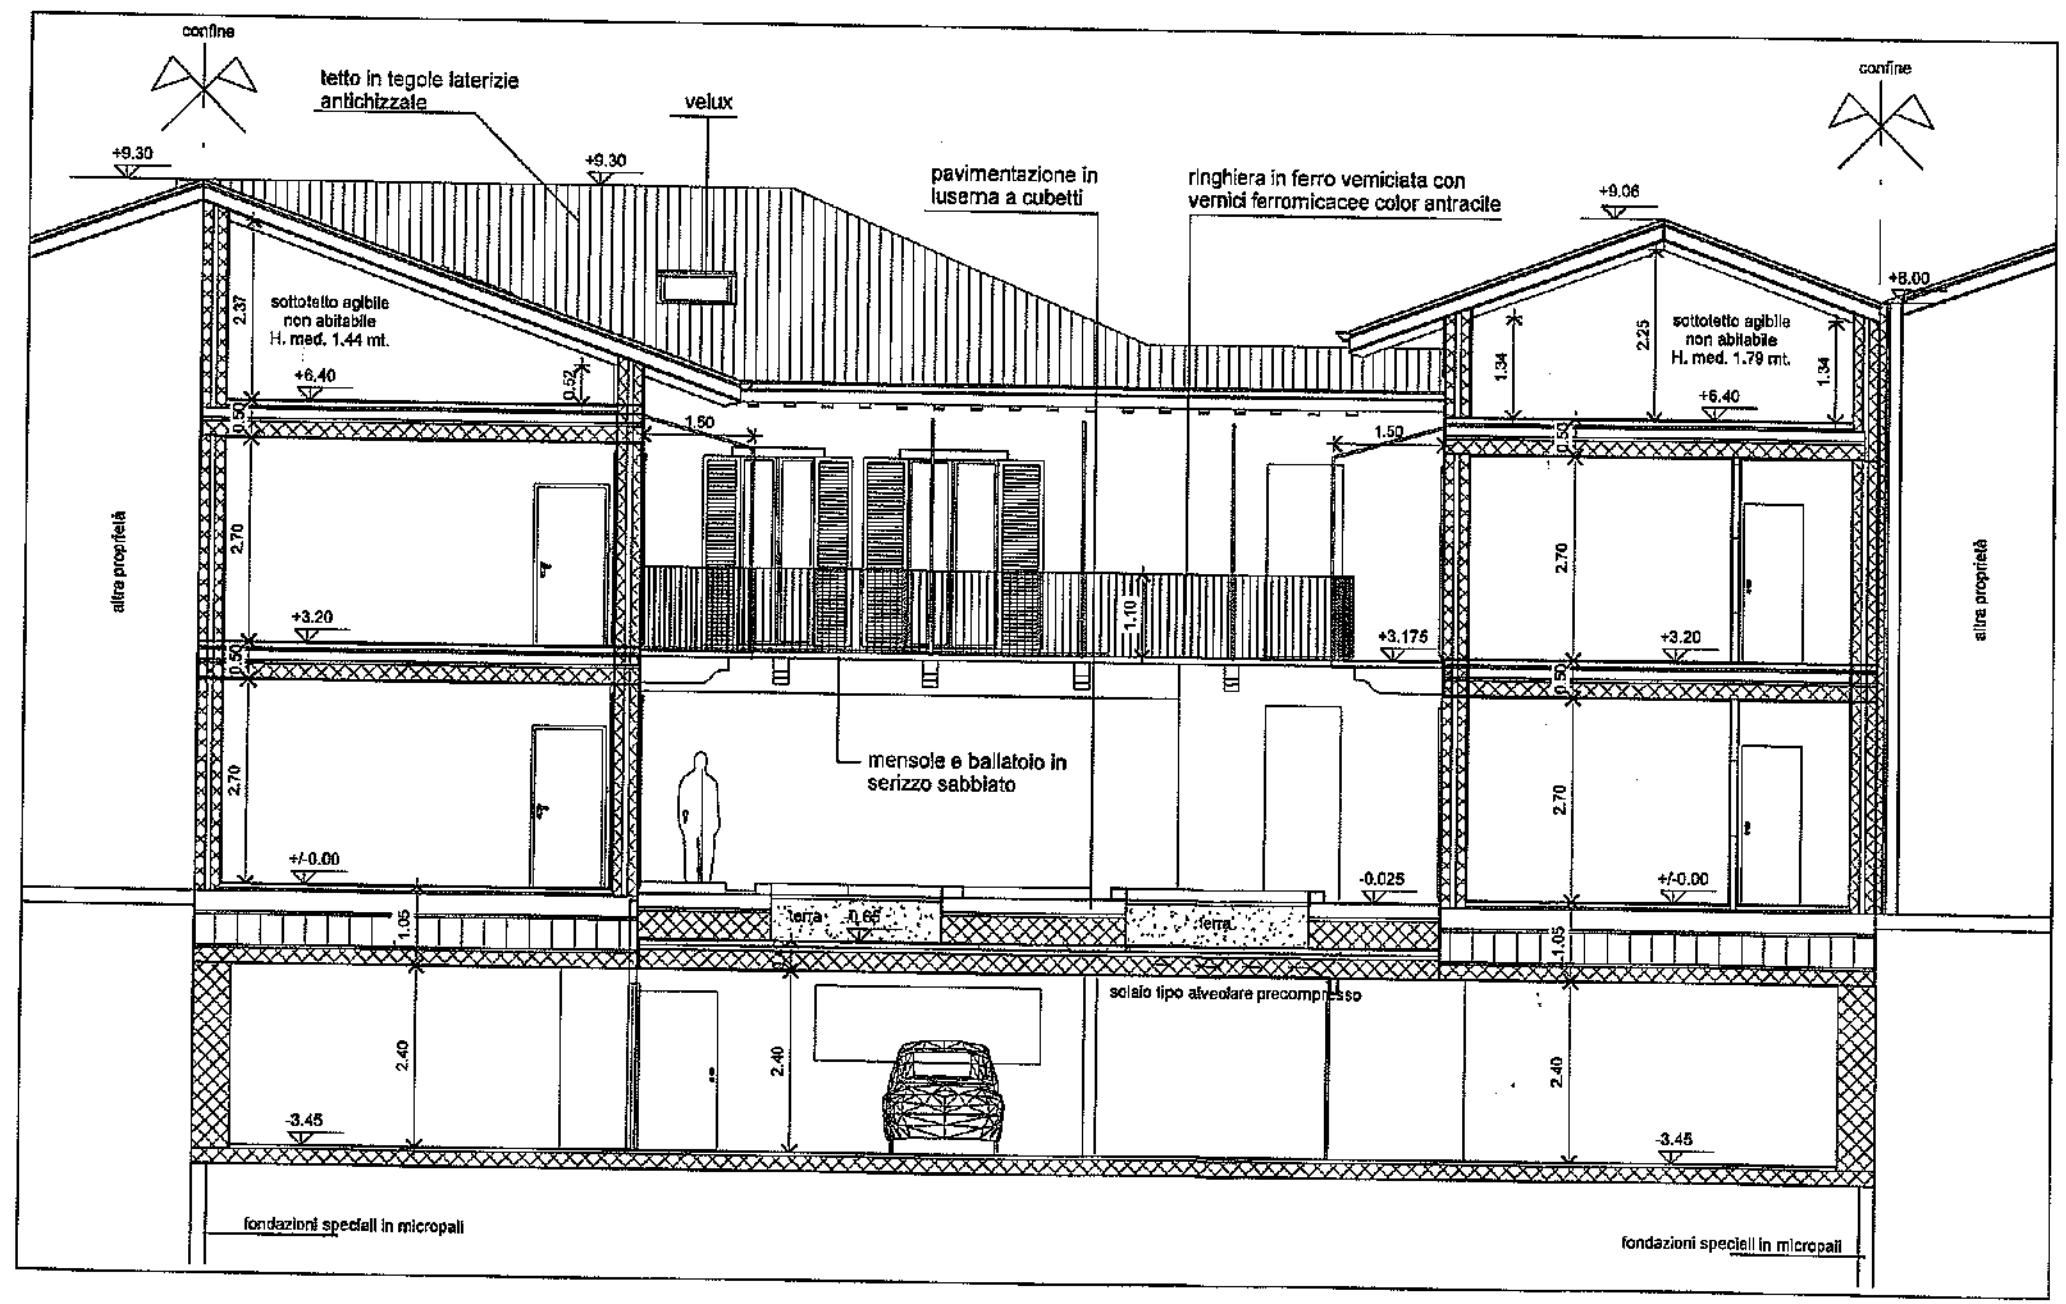 confine
confine
tetto in tegole laterizie
antichizzate
velux
+9.30
+9.30
pavimentazione in
luserna a cubetti
ringhiera in ferro verniciata con
vernici ferromicacee color antracite
+9.06
+8.00
2.37
sottotetto agibile
non abitabile
H. med. 1.44 mt.
+6.40
0.52
1.34
2.25
sottotetto agibile
non abitabile
H. med. 1.79 mt.
1.34
+6.40
0.50
1.50
1.50
0.50
altra proprietà
2.70
2.70
altra proprietà
1.10
+3.20
+3.175
+3.20
0.50
0.50
mensole e ballatoio in
serizzo sabbiato
2.70
2.70
+/-0.00
-0.025
+/-0.00
1.05
terra
-0.65
terra
1.05
solaio tipo alveolare precompresso
2.40
2.40
2.40
-3.45
-3.45
fondazioni speciali in micropali
fondazioni speciali in micropali